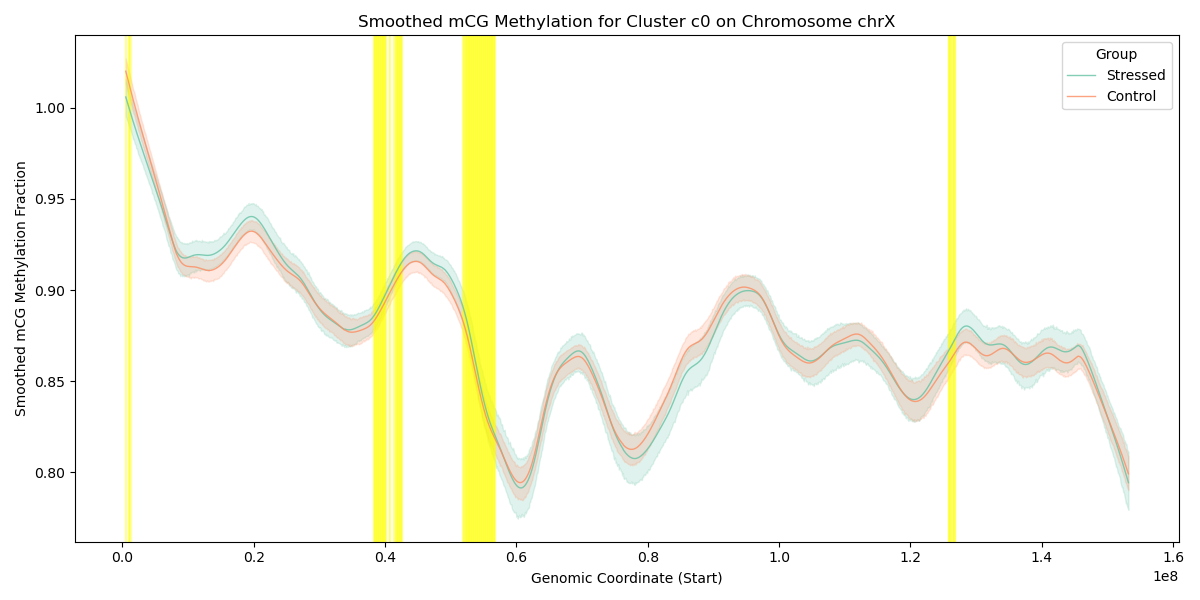 Smoothed mCG Methylation for Cluster c0 on Chromosome chrX
Group
Stressed
Control
Smoothed mCG Methylation Fraction
1.00
0.95
0.90
0.85
0.80
0.0 0.2 0.4 0.6 0.8 1.0 1.2 1.4 1.6
1e8
Genomic Coordinate (Start)